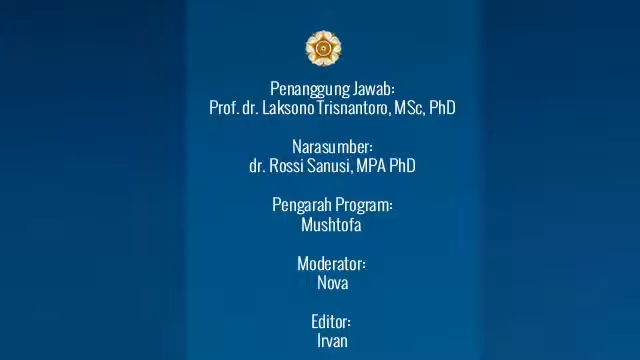 Penanggung Jawab:
Prof. dr. Laksono Trisnantoro, MSc, PhD
Narasumber:
dr. Rossi Sanusi, MPA PhD
Pengarah Program:
Mushtofa
Moderator:
Nova
Editor:
Irvan